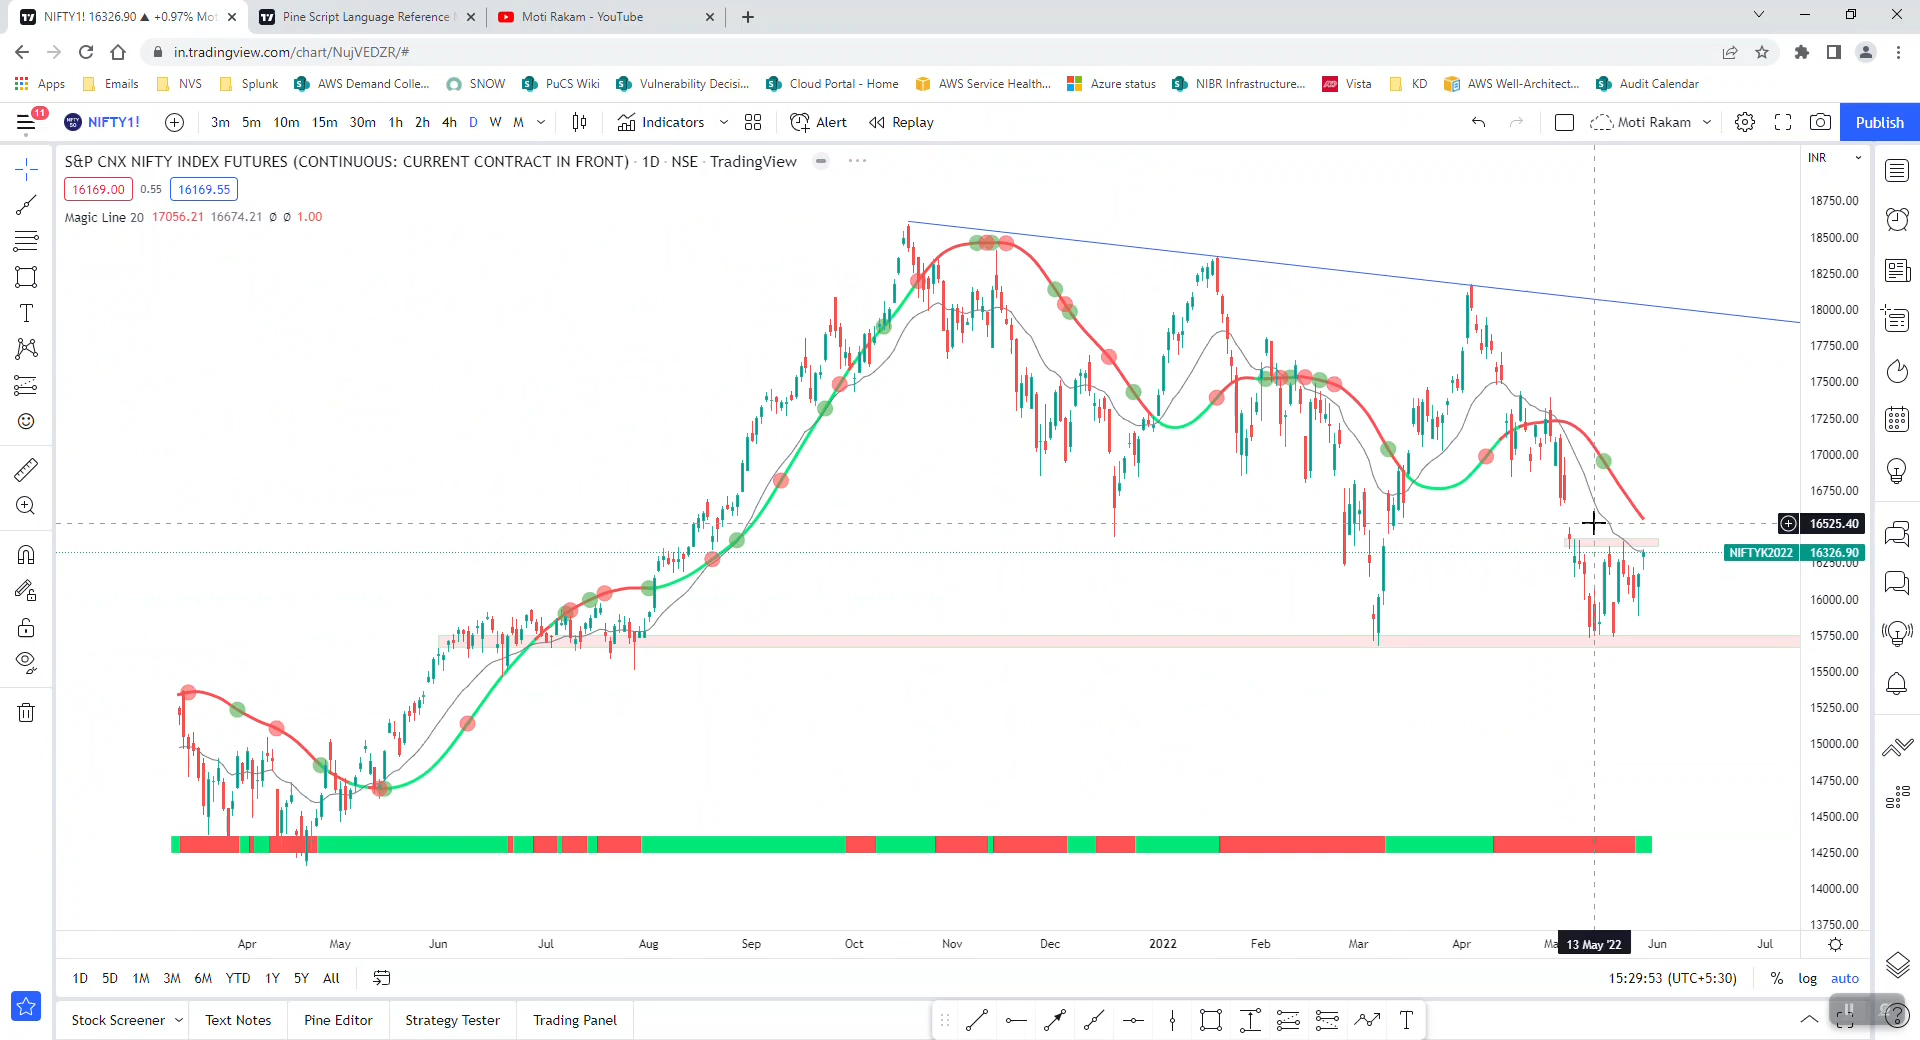 NIFTY1! 16326.90 ▲ +0.97% Mot
Pine Script Language Reference M
Moti Rakam - YouTube
in.tradingview.com/chart/NujVEDZR/#
Apps Emails NVS Splunk AWS Demand Colle... SNOW PuCS Wiki Vulnerability Decisi... Cloud Portal - Home AWS Service Health... Azure status NIBR Infrastructure... Vista KD AWS Well-Architect... Audit Calendar
11
NIFTY1! 3m 5m 10m 15m 30m 1h 2h 4h D W M Indicators Alert Replay Moti Rakam Publish
S&P CNX NIFTY INDEX FUTURES (CONTINUOUS: CURRENT CONTRACT IN FRONT) · 1D · NSE · TradingView
INR
16169.00 0.55 16169.55
Magic Line 20 17056.21 16674.21 ∅ ∅ 1.00
18750.00
18500.00
18250.00
18000.00
17750.00
17500.00
17250.00
17000.00
16750.00
16525.40
NIFTYK2022 16326.90
16250.00
16000.00
15750.00
15500.00
15250.00
15000.00
14750.00
14500.00
14250.00
14000.00
13750.00
Apr May Jun Jul Aug Sep Oct Nov Dec 2022 Feb Mar Apr Ma 13 May '22 Jun Jul
1D 5D 1M 3M 6M YTD 1Y 5Y All 15:29:53 (UTC+5:30) % log auto
Stock Screener Text Notes Pine Editor Strategy Tester Trading Panel